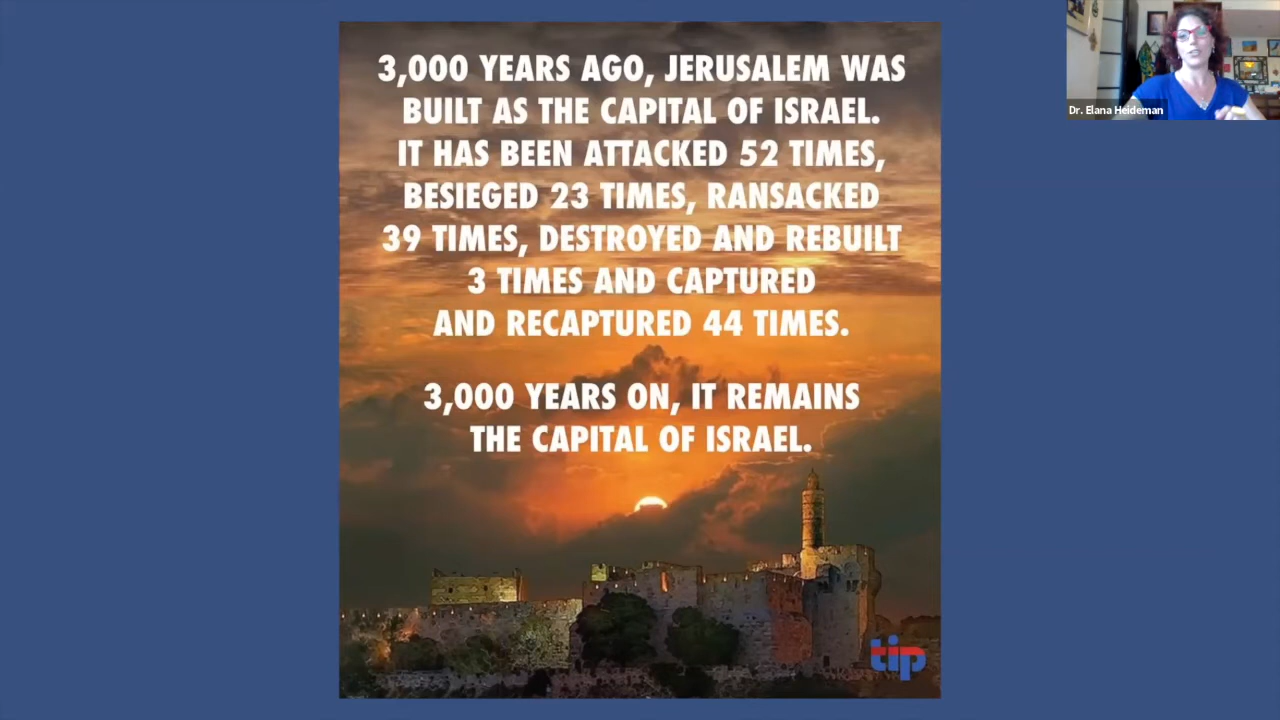 3,000 YEARS AGO, JERUSALEM WAS
BUILT AS THE CAPITAL OF ISRAEL.
IT HAS BEEN ATTACKED 52 TIMES,
BESIEGED 23 TIMES, RANSACKED
39 TIMES, DESTROYED AND REBUILT
3 TIMES AND CAPTURED
AND RECAPTURED 44 TIMES.
3,000 YEARS ON, IT REMAINS
THE CAPITAL OF ISRAEL.
tip
Dr. Elana Heideman